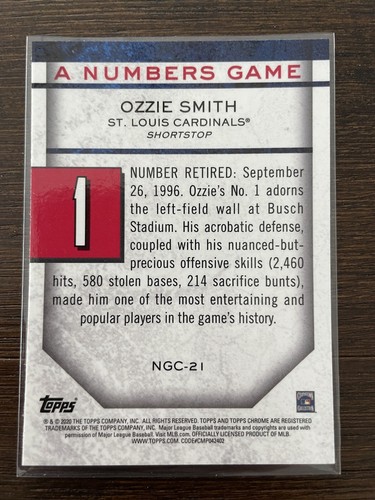 A NUMBERS GAME
OZZIE SMITH
ST. LOUIS CARDINALS®
SHORTSTOP
1
NUMBER RETIRED: September
26, 1996. Ozzie's No. 1 adorns
the left-field wall at Busch
Stadium. His acrobatic defense,
coupled with his nuanced-but-
precious offensive skills (2,460
hits, 580 stolen bases, 214 sacrifice bunts),
made him one of the most entertaining and
popular players in the game's history.
NGC-21
Topps
® & © 2020 THE TOPPS COMPANY, INC. ALL RIGHTS RESERVED. TOPPS AND TOPPS CHROME ARE REGISTERED
TRADEMARKS OF THE TOPPS COMPANY, INC. Major League Baseball trademarks and copyrights are used with
permission of Major League Baseball. Visit MLB.com. OFFICIALLY LICENSED PRODUCT OF MLB.
WWW.TOPPS.COM. CODE#CMP042402